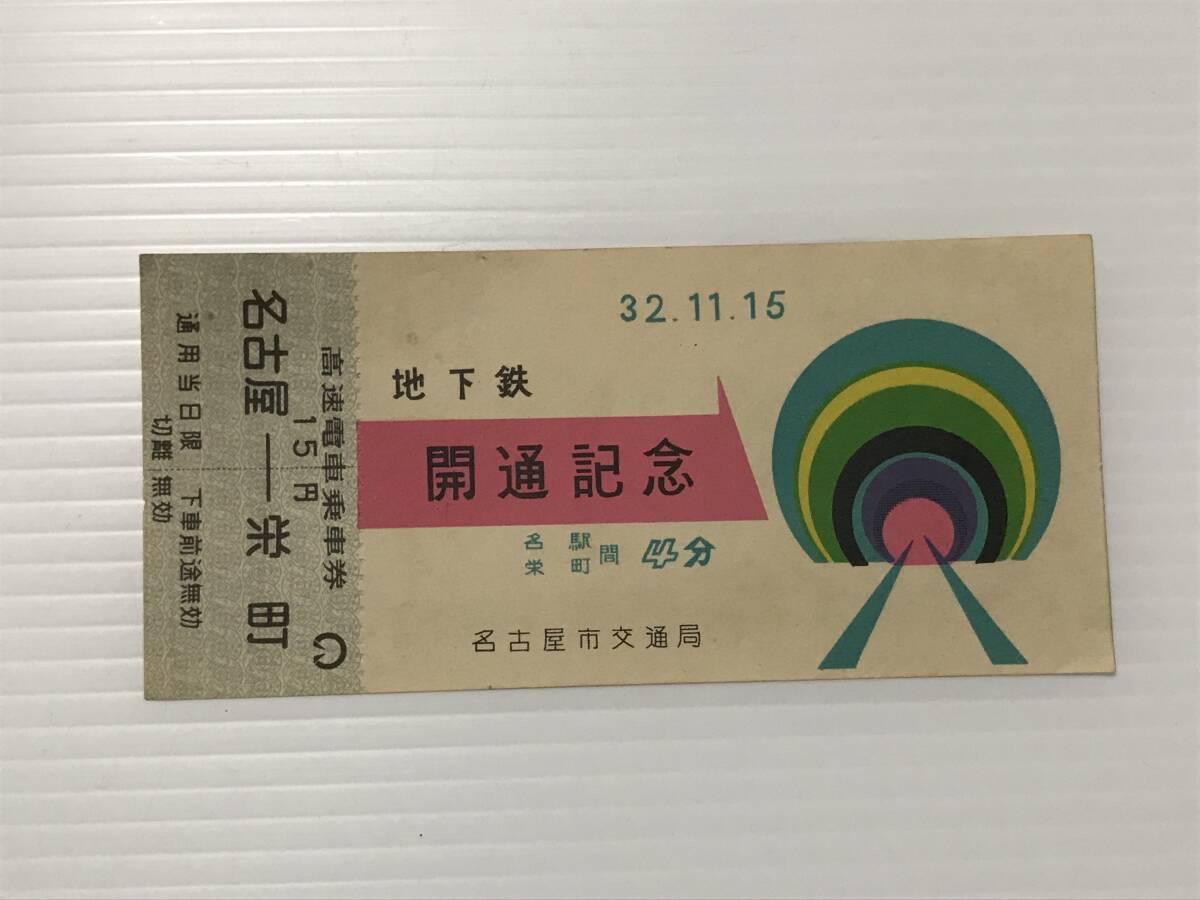 32.11.15
地下鉄
開通記念
名駅
栄町
間 4分
名古屋市交通局
高速電車乗車券
15円
名古屋―栄町
通用当日限 下車前途無効
切離無効